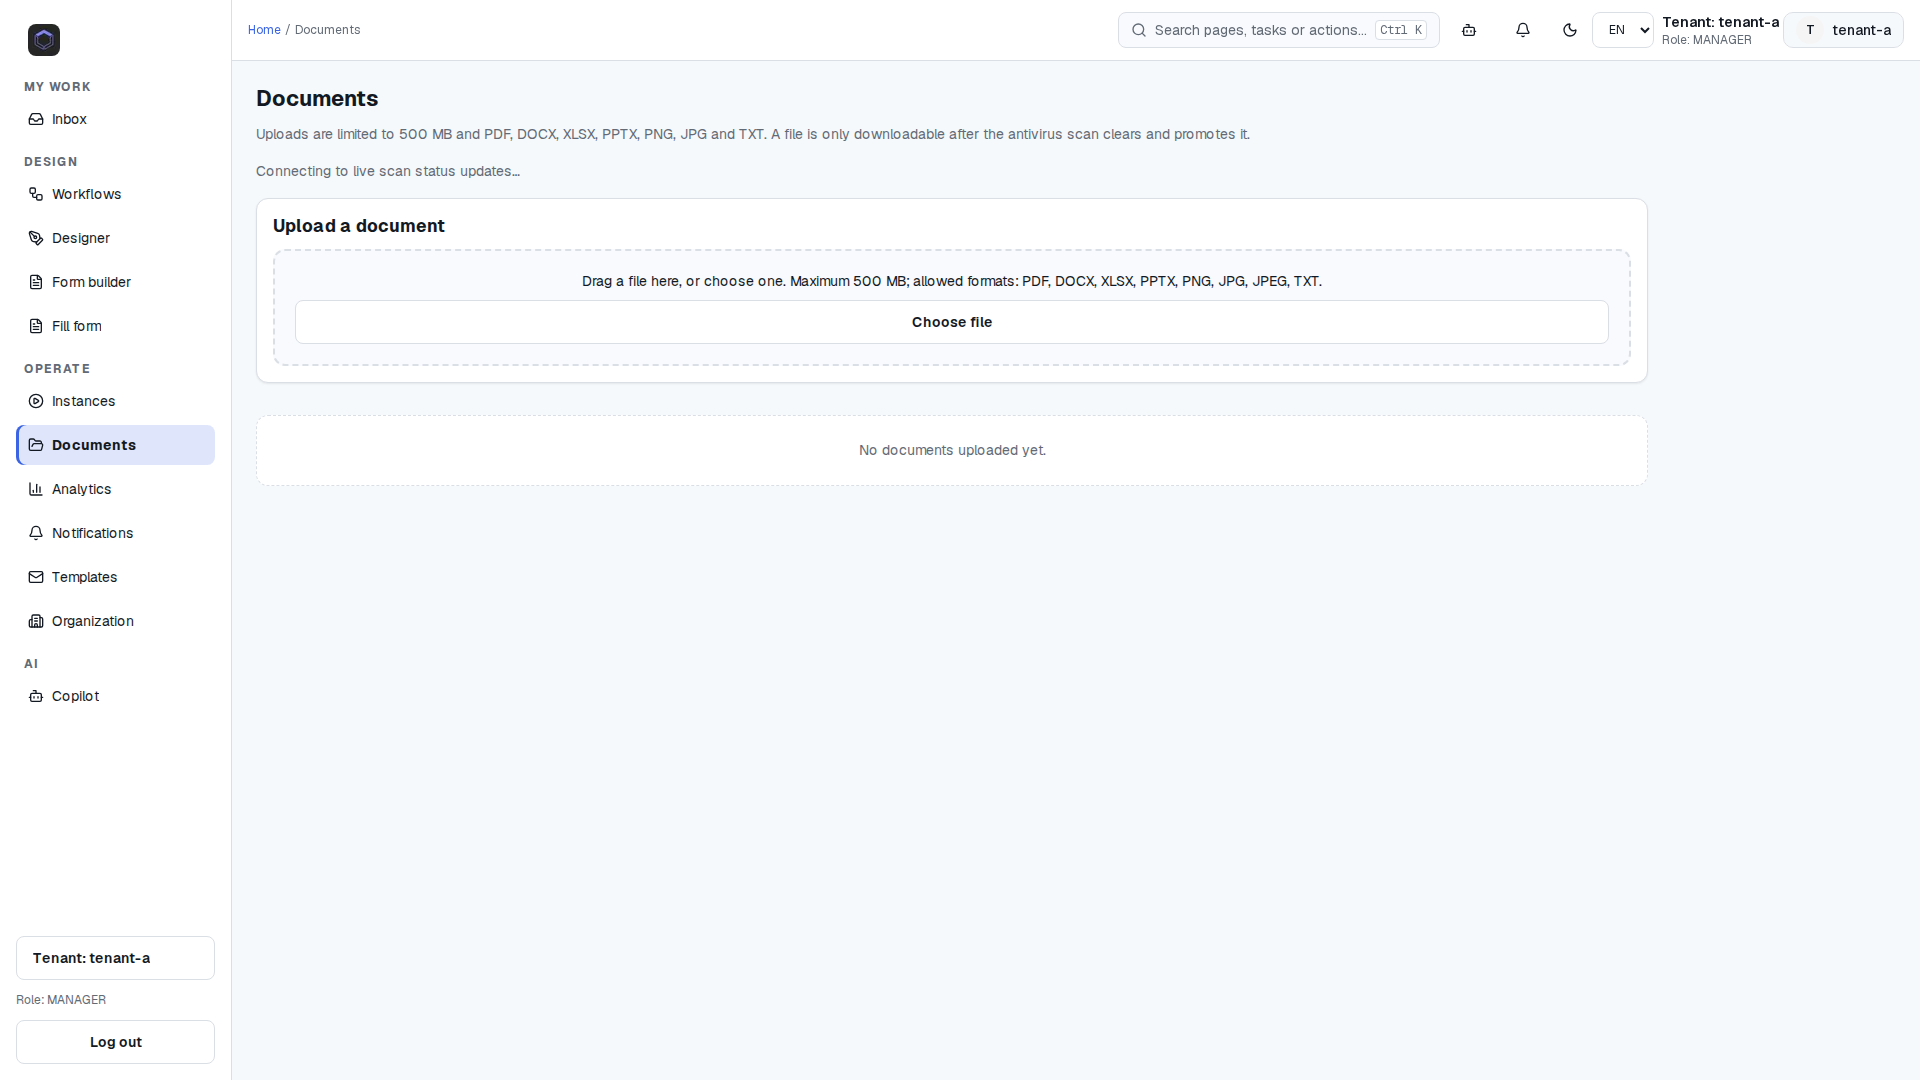 MY WORK
Inbox
DESIGN
Workflows
Designer
Form builder
Fill form
OPERATE
Instances
Documents
Analytics
Notifications
Templates
Organization
AI
Copilot
Tenant: tenant-a
Role: MANAGER
Log out
Home / Documents
Search pages, tasks or actions... Ctrl K
EN
Tenant: tenant-a
Role: MANAGER
T tenant-a
Documents
Uploads are limited to 500 MB and PDF, DOCX, XLSX, PPTX, PNG, JPG and TXT. A file is only downloadable after the antivirus scan clears and promotes it.
Connecting to live scan status updates…
Upload a document
Drag a file here, or choose one. Maximum 500 MB; allowed formats: PDF, DOCX, XLSX, PPTX, PNG, JPG, JPEG, TXT.
Choose file
No documents uploaded yet.